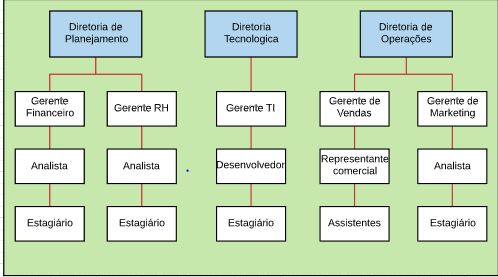 Diretoria de
Planejamento
Diretoria
Tecnologica
Diretoria de
Operações
Gerente
Financeiro
Gerente RH
Gerente TI
Gerente de
Vendas
Gerente de
Marketing
Analista
Analista
Desenvolvedor
Representante
comercial
Analista
Estagiário
Estagiário
Estagiário
Assistentes
Estagiário